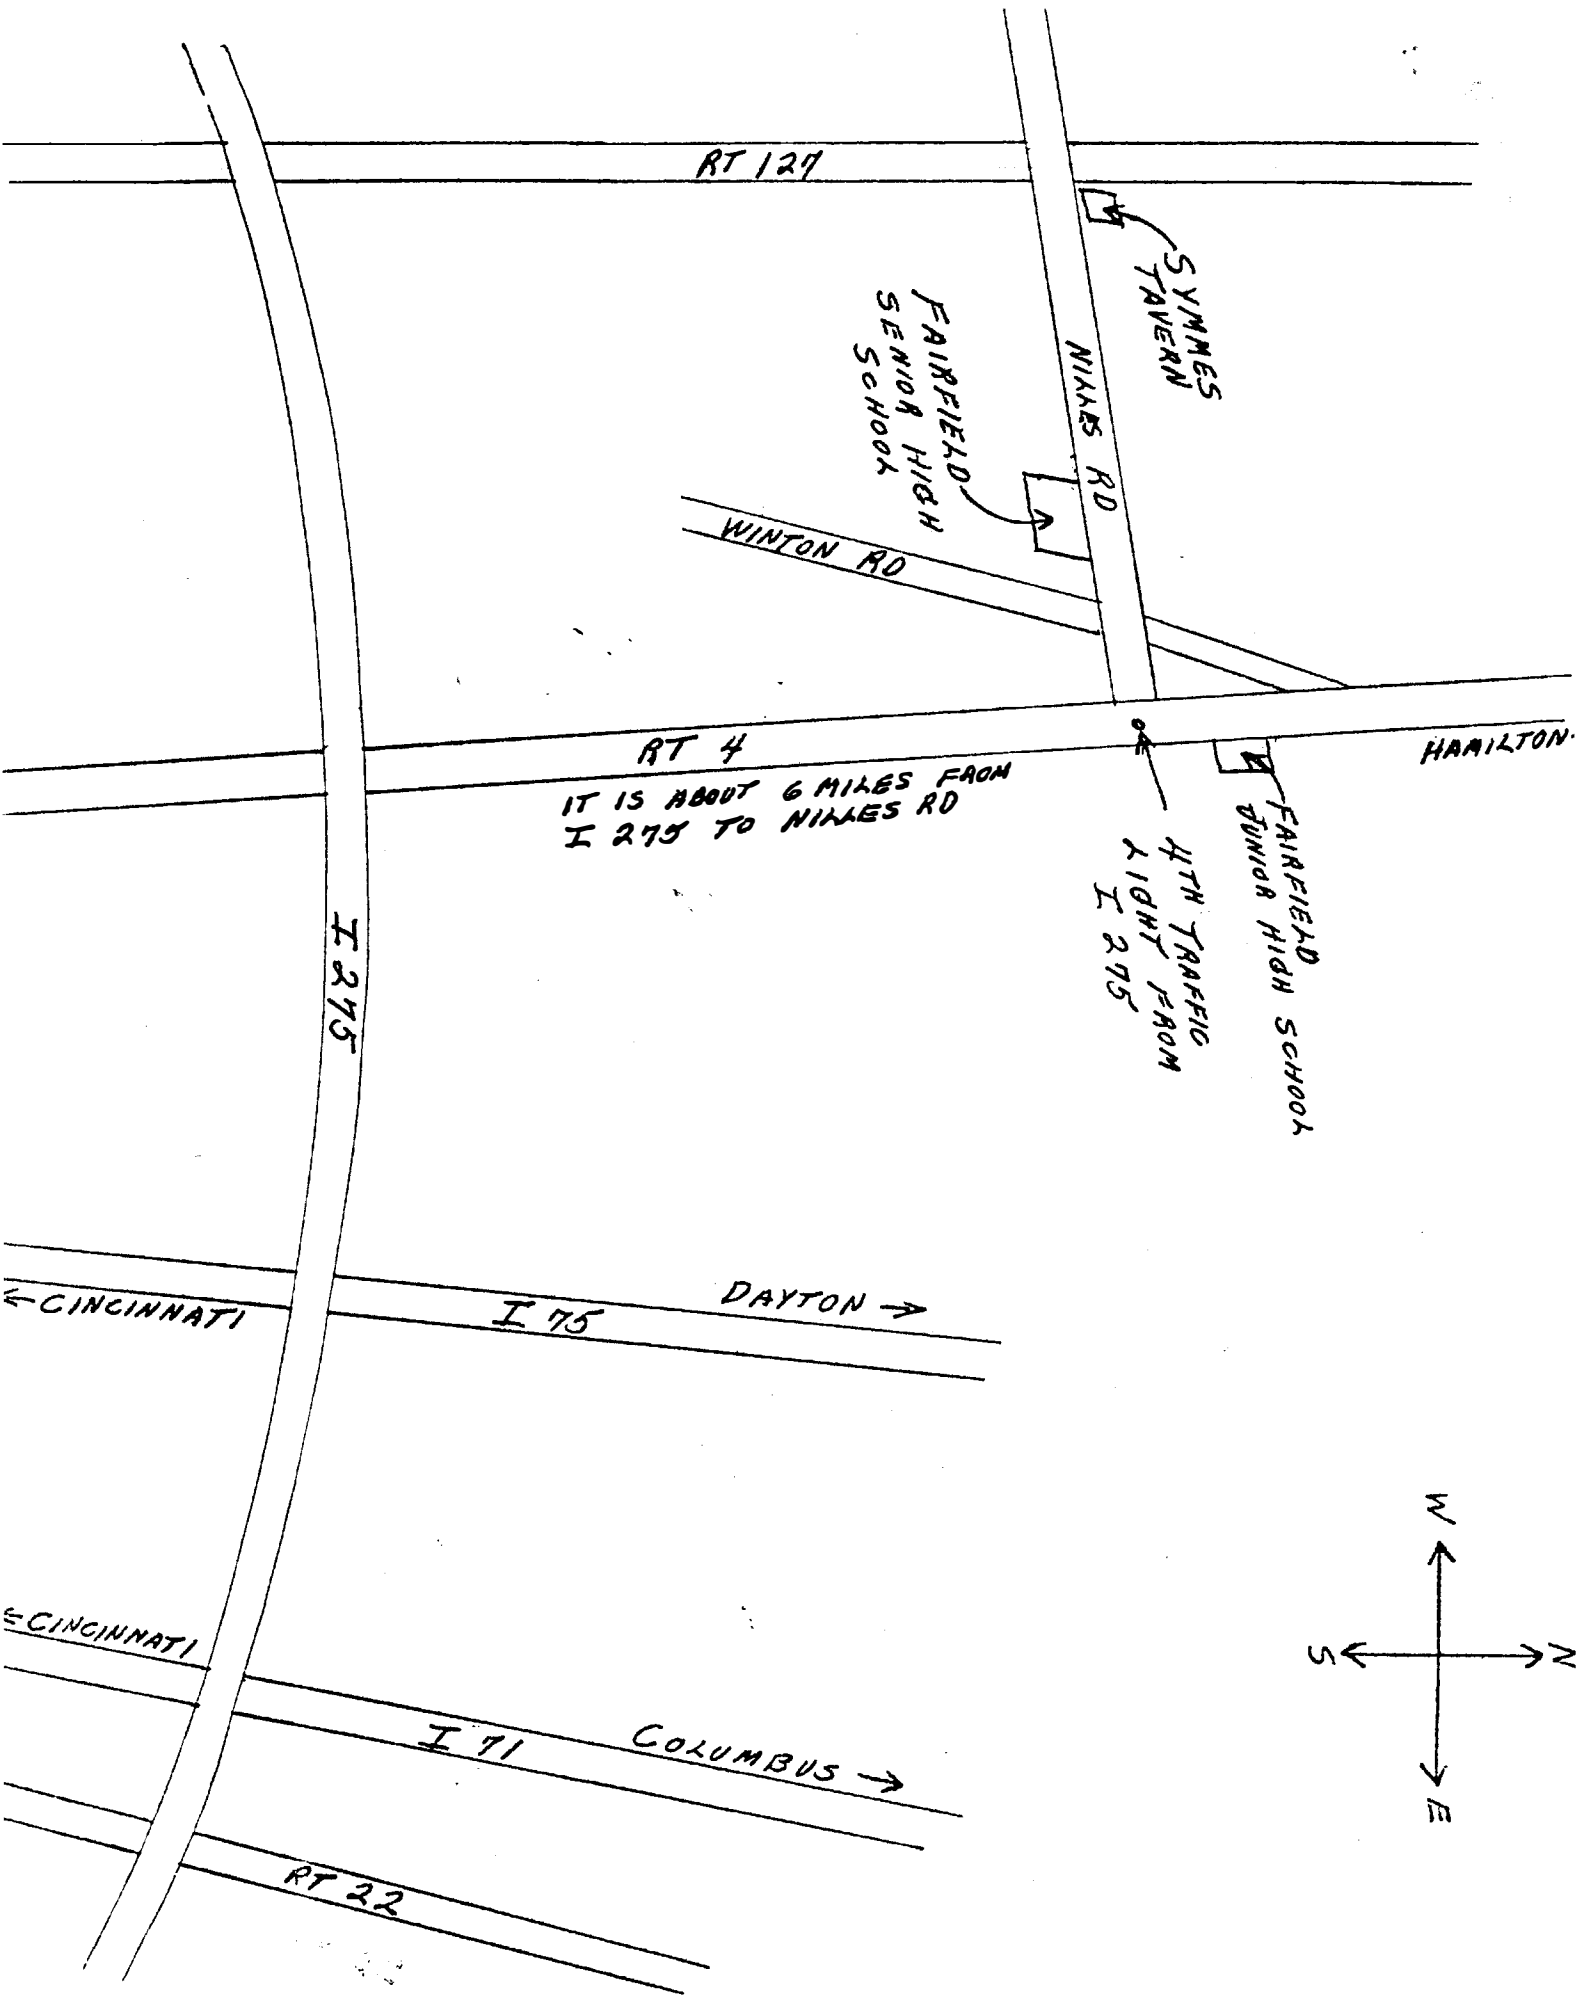 RT 127
SYMMES
TAVERN
NILLES RD
FAIRFIELD
SENIOR HIGH
SCHOOL
WINTON RD
RT 4
IT IS ABOUT 6 MILES FROM
I 275 TO NILLES RD
HAMILTON
FAIRFIELD
JUNIOR HIGH SCHOOL
4TH TRAFFIC
LIGHT FROM
I 275
I 275
← CINCINNATI
I 75
DAYTON →
← CINCINNATI
I 71
COLUMBUS →
RT 22
W
N
S
E